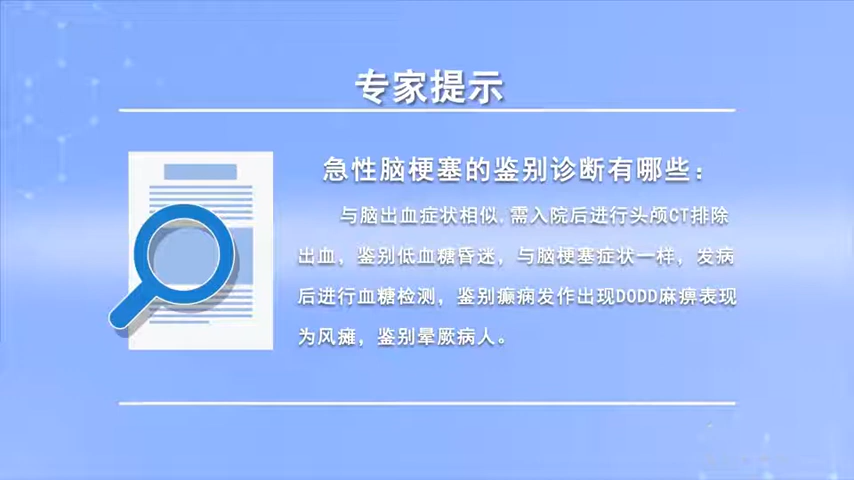 专家提示
急性脑梗塞的鉴别诊断有哪些：
与脑出血症状相似.需入院后进行头颅CT排除
出血、鉴别低血糖昏迷，与脑梗塞症状一样，发病
后进行血糖检测，鉴别癫痫发作出现DODD麻痹表现
为风瘫，鉴别晕厥病人。